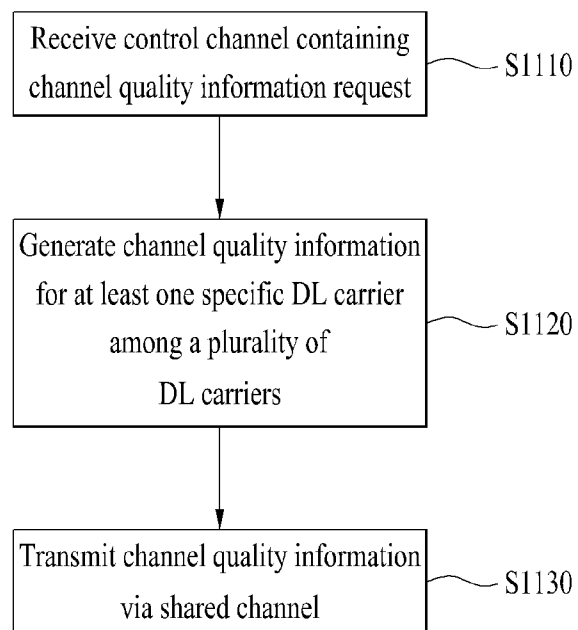 Receive control channel containing
channel quality information request
S1110
Generate channel quality information
for at least one specific DL carrier
among a plurality of
DL carriers
S1120
Transmit channel quality information
via shared channel
S1130